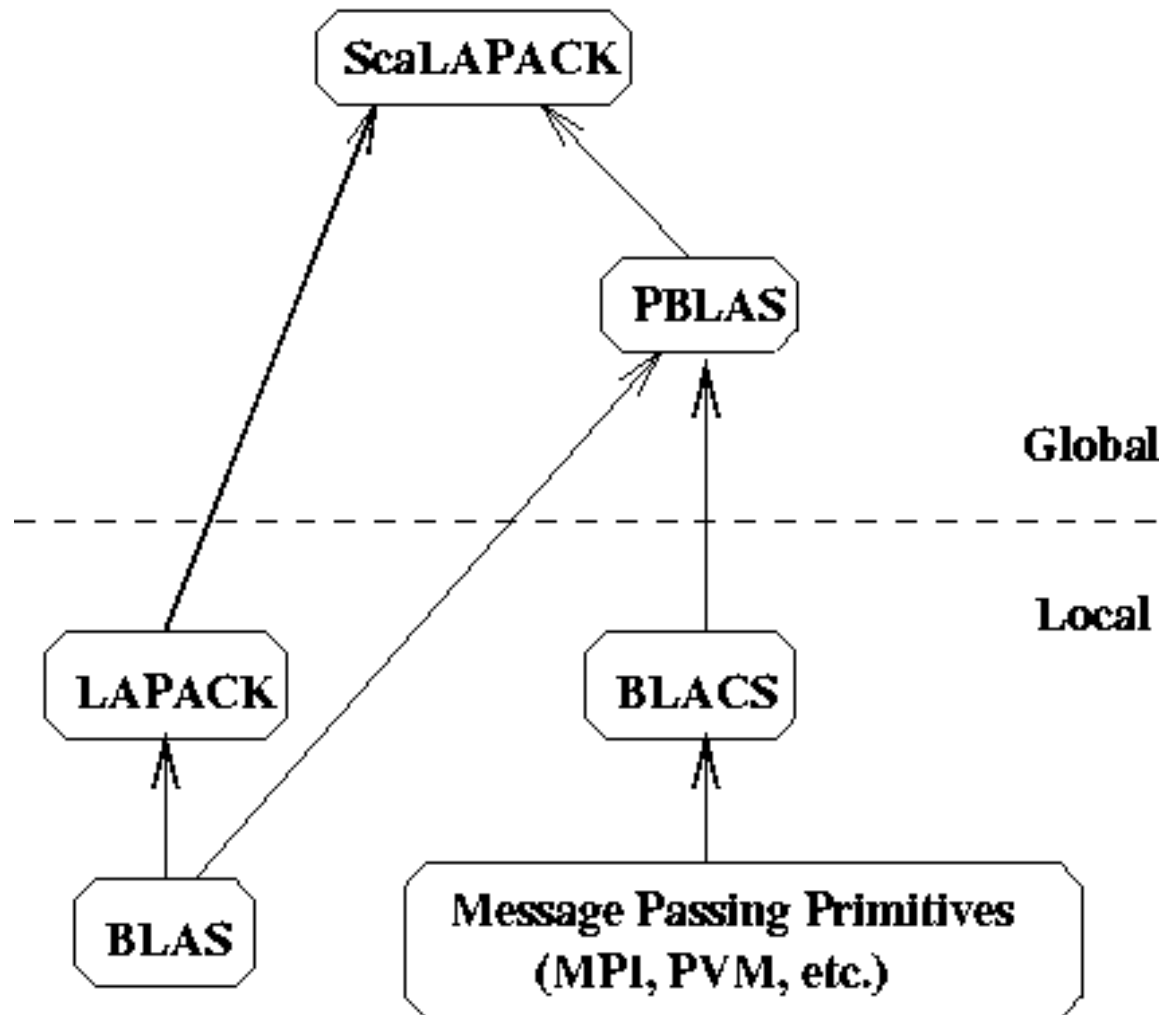 ScaLAPACK
PBLAS
Global
Local
LAPACK
BLACS
BLAS
Message Passing Primitives
(MPI, PVM, etc.)